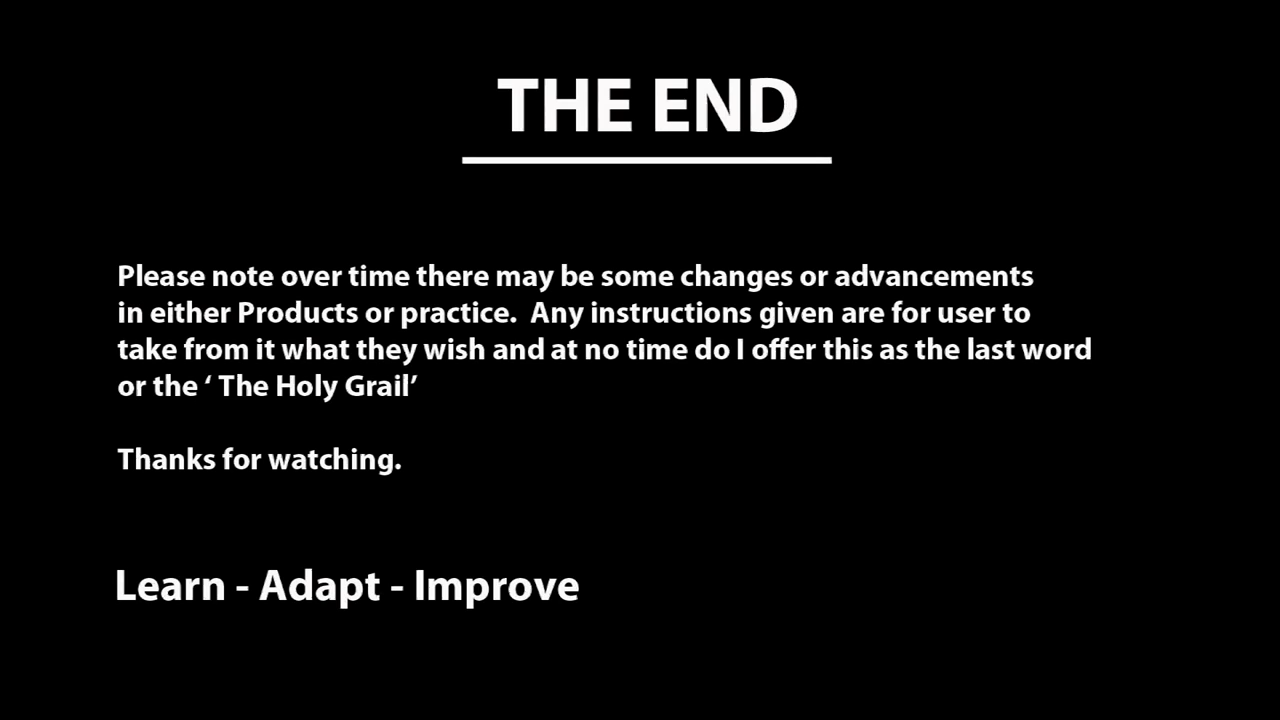 THE END
Please note over time there may be some changes or advancements
in either Products or practice.  Any instructions given are for user to
take from it what they wish and at no time do I offer this as the last word
or the ‘ The Holy Grail’
Thanks for watching.
Learn - Adapt - Improve